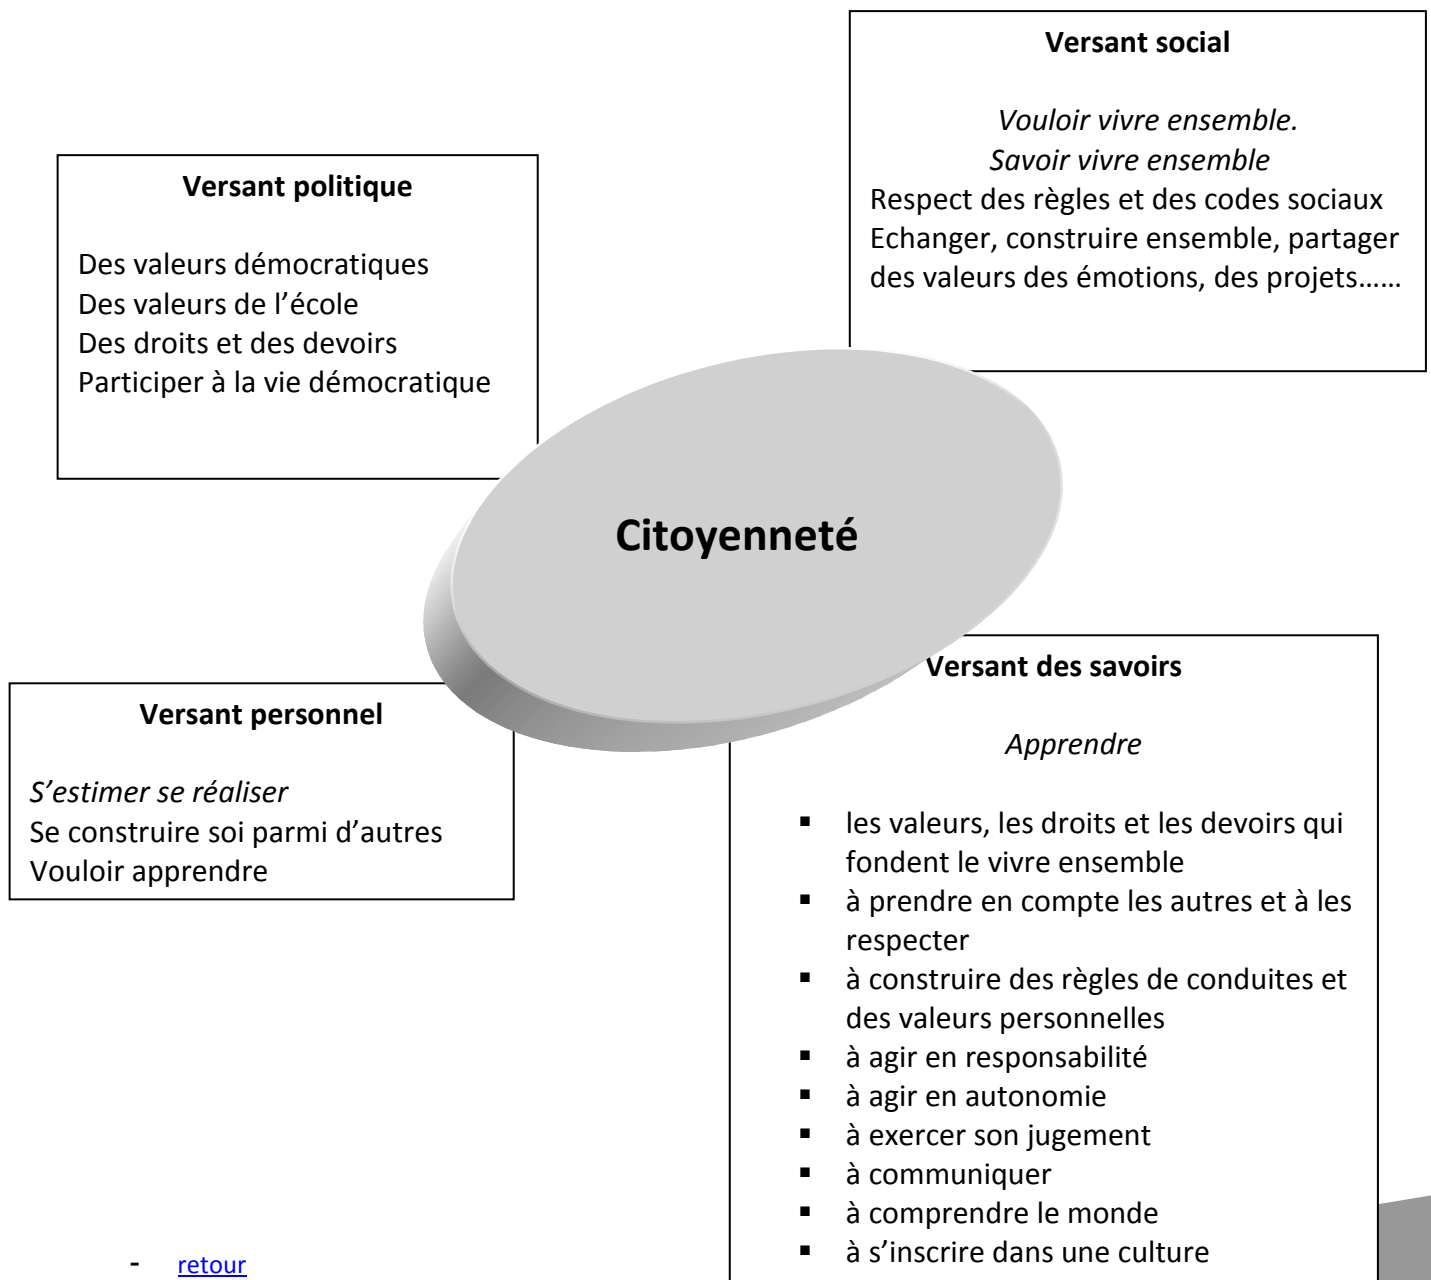 Versant social
Vouloir vivre ensemble.
Savoir vivre ensemble
Respect des règles et des codes sociaux
Echanger, construire ensemble, partager
des valeurs des émotions, des projets……
Versant politique
Des valeurs démocratiques
Des valeurs de l’école
Des droits et des devoirs
Participer à la vie démocratique
Citoyenneté
Versant personnel
S’estimer se réaliser
Se construire soi parmi d’autres
Vouloir apprendre
Versant des savoirs
Apprendre
▪ les valeurs, les droits et les devoirs qui
fondent le vivre ensemble
▪ à prendre en compte les autres et à les
respecter
▪ à construire des règles de conduites et
des valeurs personnelles
▪ à agir en responsabilité
▪ à agir en autonomie
▪ à exercer son jugement
▪ à communiquer
▪ à comprendre le monde
▪ à s’inscrire dans une culture
- retour